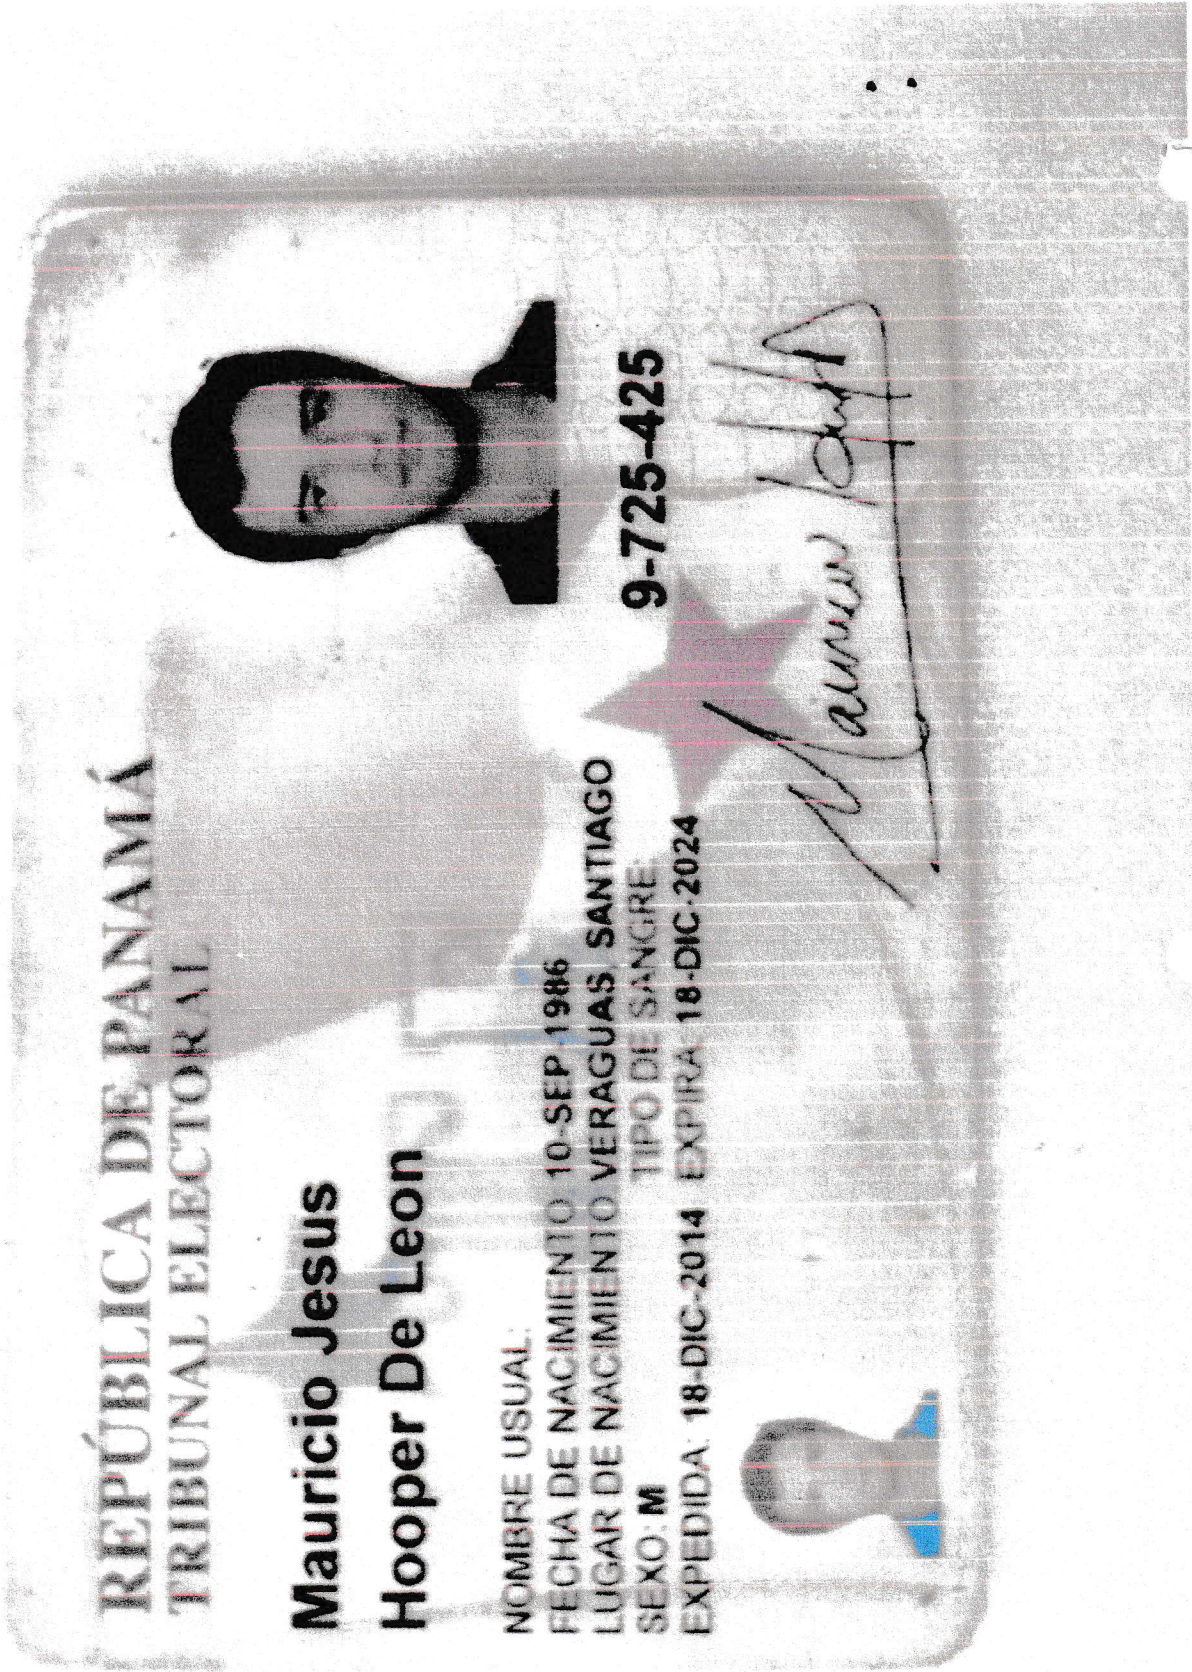 REPÚBLICA DE PANAMÁ
TRIBUNAL ELECTORAL
Mauricio Jesus
Hooper De Leon
NOMBRE USUAL:
FECHA DE NACIMIENTO: 10-SEP-1986
LUGAR DE NACIMIENTO: VERAGUAS, SANTIAGO
SEXO: M TIPO DE SANGRE:
EXPEDIDA: 18-DIC-2014 EXPIRA: 18-DIC-2024
9-725-425